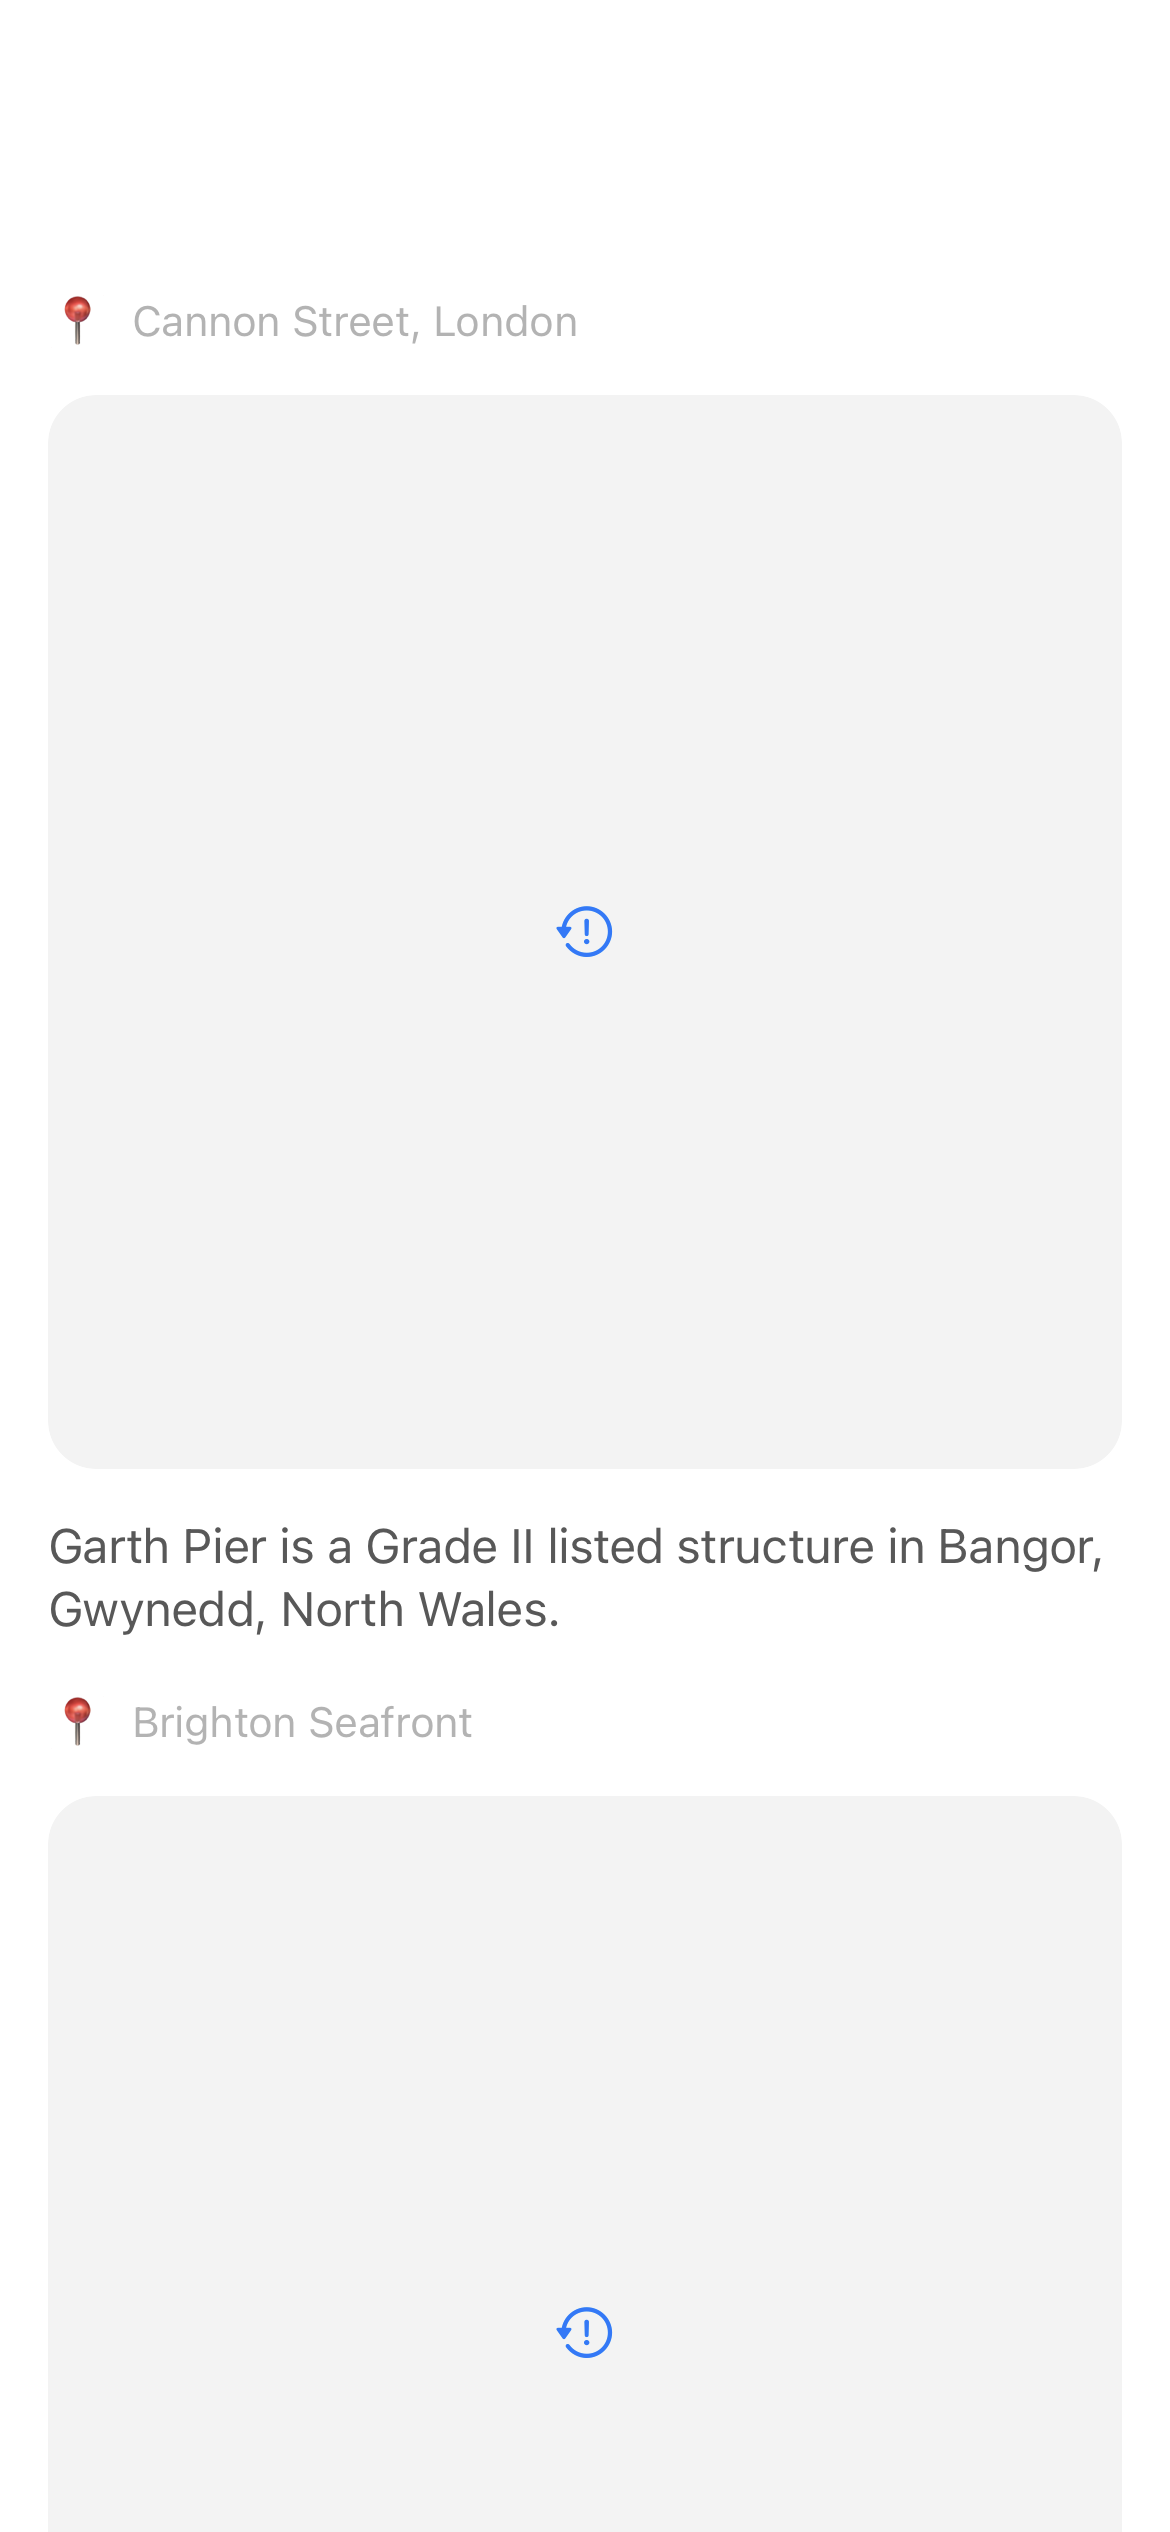 Cannon Street, London
Garth Pier is a Grade II listed structure in Bangor,
Gwynedd, North Wales.
Brighton Seafront